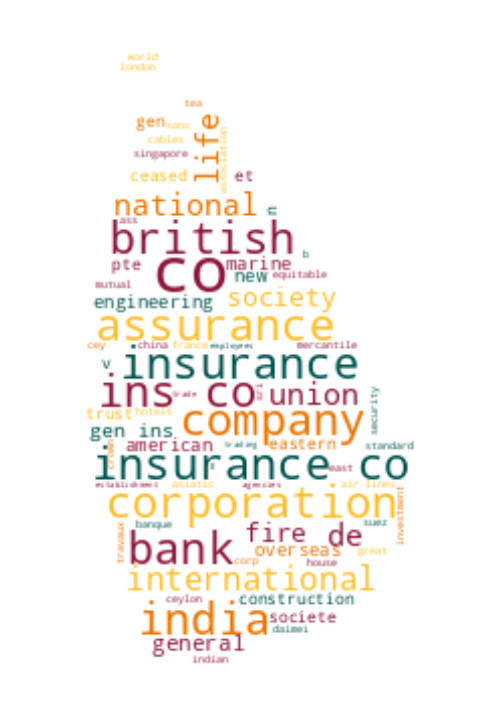 world
london
tea
gen sons
life
association
cables
singapore
ceased
et
national
ass
british
b
pte
co
marine
new
equitable
mutual
engineering
society
assurance
cey
china
france
employees
mercantile
v
insurance
ins co
trade
sri
union
security
trust
hotels
company
gen ins
american
trading
eastern
standard
crown
insurance co
east
establishment
asiatic
agencies
air lines
corporation
investment
travaux
banque
fire de
suez
bank
overseas
great
corp
house
international
ceylon
construction
india
societe
daimei
general
indian